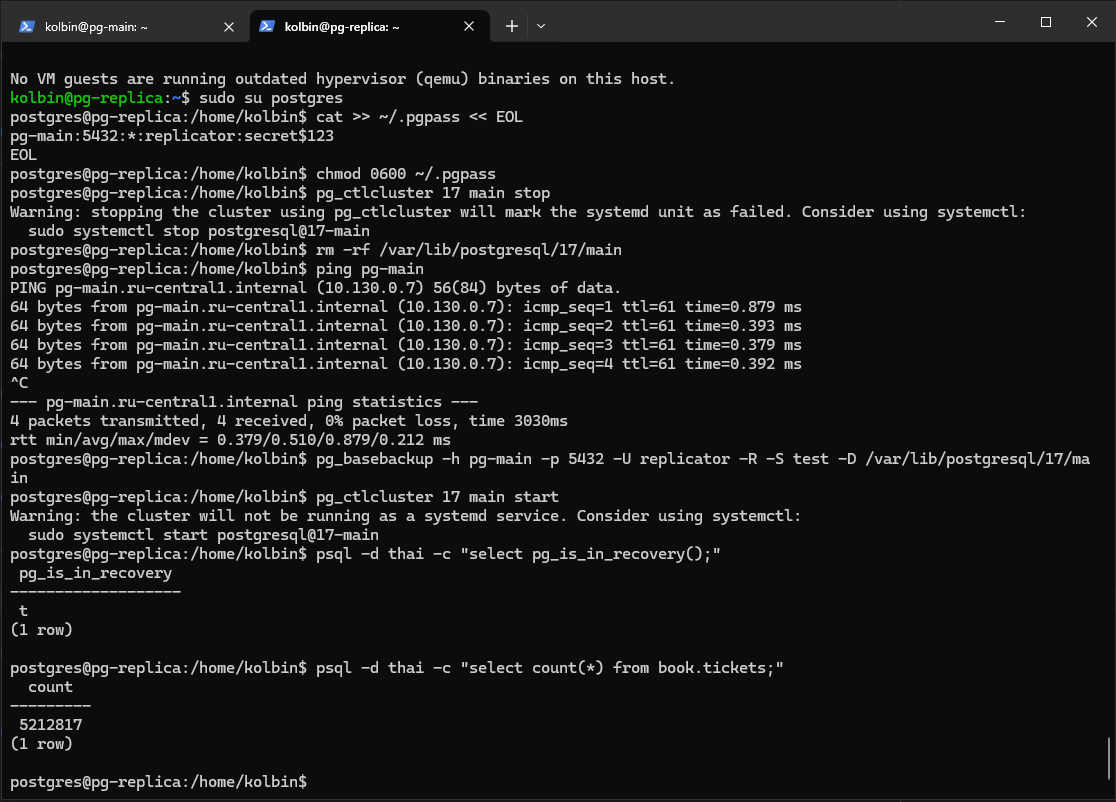 kolbin@pg-main: ~
kolbin@pg-replica: ~
No VM guests are running outdated hypervisor (qemu) binaries on this host.
kolbin@pg-replica:~$ sudo su postgres
postgres@pg-replica:/home/kolbin$ cat >> ~/.pgpass << EOL
pg-main:5432:*:replicator:secret$123
EOL
postgres@pg-replica:/home/kolbin$ chmod 0600 ~/.pgpass
postgres@pg-replica:/home/kolbin$ pg_ctlcluster 17 main stop
Warning: stopping the cluster using pg_ctlcluster will mark the systemd unit as failed. Consider using systemctl:
  sudo systemctl stop postgresql@17-main
postgres@pg-replica:/home/kolbin$ rm -rf /var/lib/postgresql/17/main
postgres@pg-replica:/home/kolbin$ ping pg-main
PING pg-main.ru-central1.internal (10.130.0.7) 56(84) bytes of data.
64 bytes from pg-main.ru-central1.internal (10.130.0.7): icmp_seq=1 ttl=61 time=0.879 ms
64 bytes from pg-main.ru-central1.internal (10.130.0.7): icmp_seq=2 ttl=61 time=0.393 ms
64 bytes from pg-main.ru-central1.internal (10.130.0.7): icmp_seq=3 ttl=61 time=0.379 ms
64 bytes from pg-main.ru-central1.internal (10.130.0.7): icmp_seq=4 ttl=61 time=0.392 ms
^C
--- pg-main.ru-central1.internal ping statistics ---
4 packets transmitted, 4 received, 0% packet loss, time 3030ms
rtt min/avg/max/mdev = 0.379/0.510/0.879/0.212 ms
postgres@pg-replica:/home/kolbin$ pg_basebackup -h pg-main -p 5432 -U replicator -R -S test -D /var/lib/postgresql/17/ma
in
postgres@pg-replica:/home/kolbin$ pg_ctlcluster 17 main start
Warning: the cluster will not be running as a systemd service. Consider using systemctl:
  sudo systemctl start postgresql@17-main
postgres@pg-replica:/home/kolbin$ psql -d thai -c "select pg_is_in_recovery();"
 pg_is_in_recovery
-------------------
 t
(1 row)
postgres@pg-replica:/home/kolbin$ psql -d thai -c "select count(*) from book.tickets;"
  count
---------
 5212817
(1 row)
postgres@pg-replica:/home/kolbin$